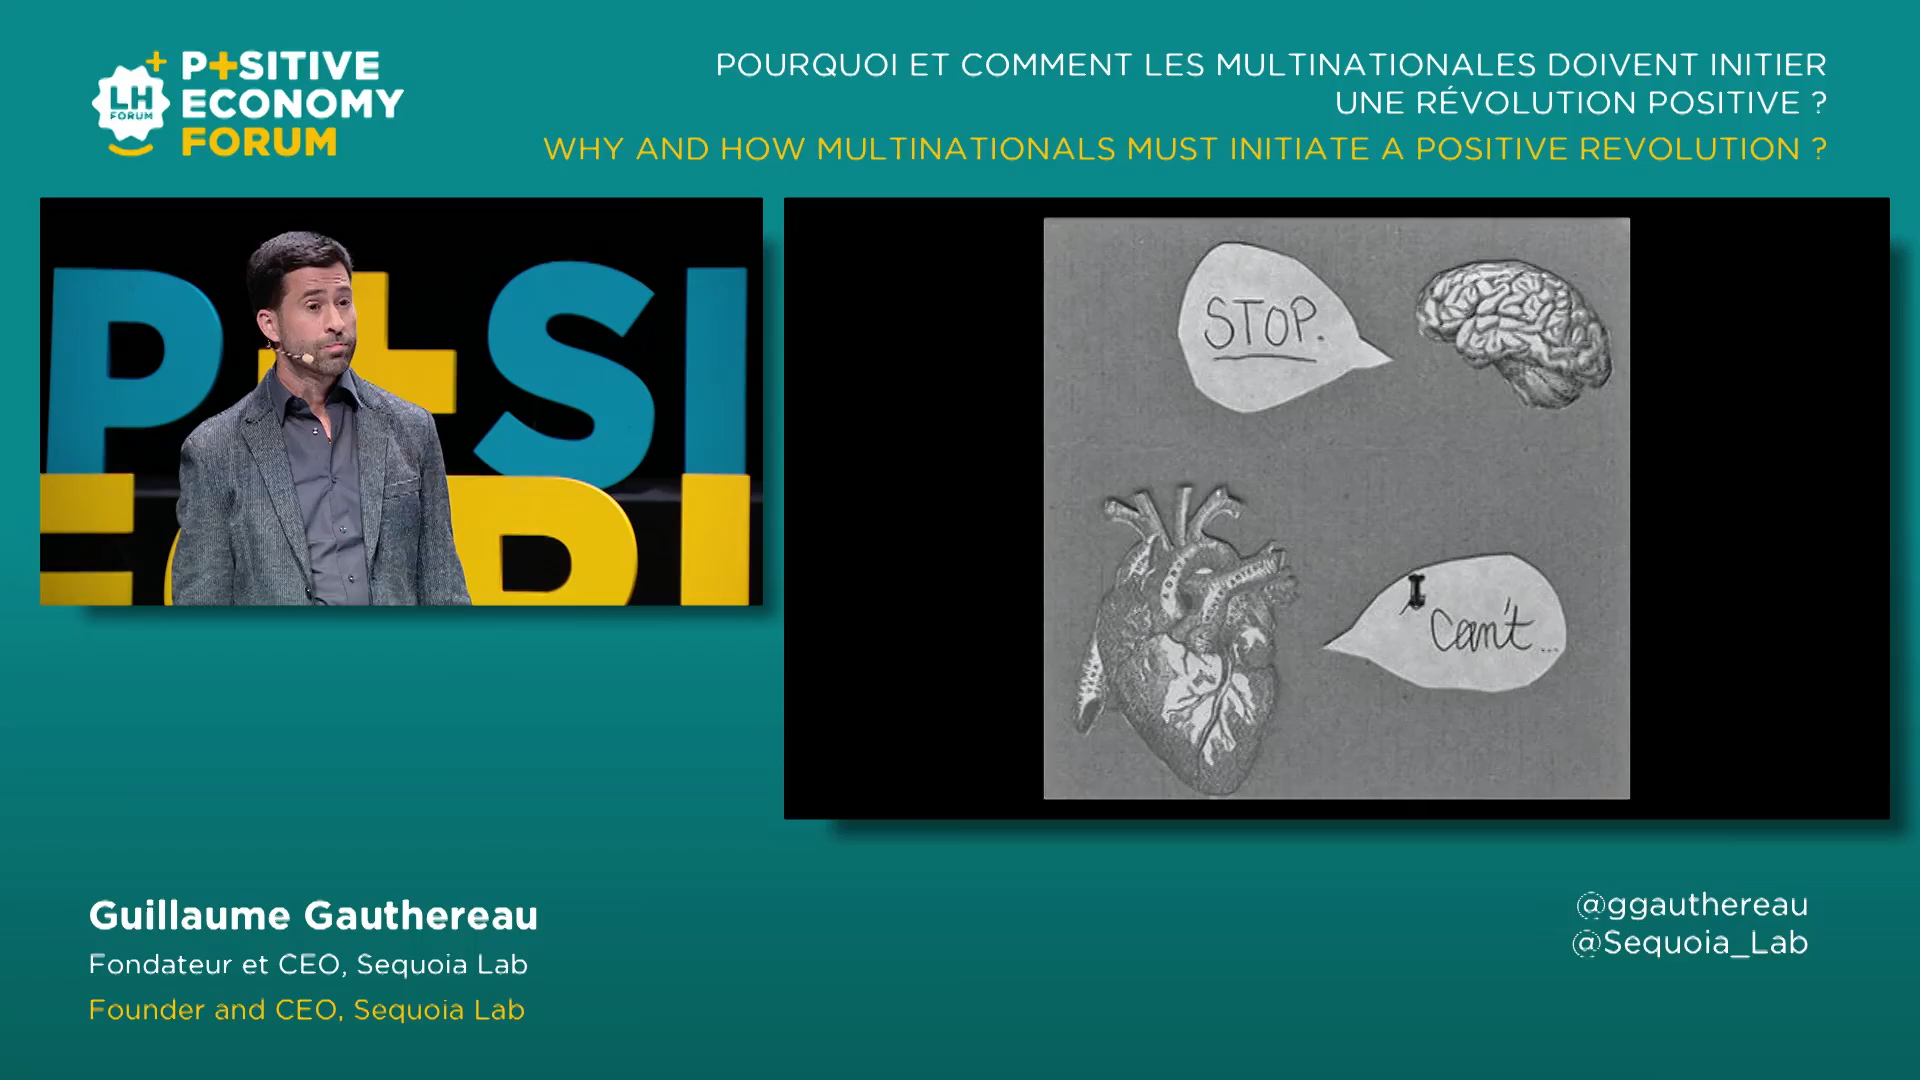 LH
FORUM
P+SITIVE
ECONOMY
FORUM
POURQUOI ET COMMENT LES MULTINATIONALES DOIVENT INITIER
UNE RÉVOLUTION POSITIVE ?
WHY AND HOW MULTINATIONALS MUST INITIATE A POSITIVE REVOLUTION ?
P+SI
STOP.
I
can't...
Guillaume Gauthereau
Fondateur et CEO, Sequoia Lab
Founder and CEO, Sequoia Lab
@ggauthereau
@Sequoia_Lab